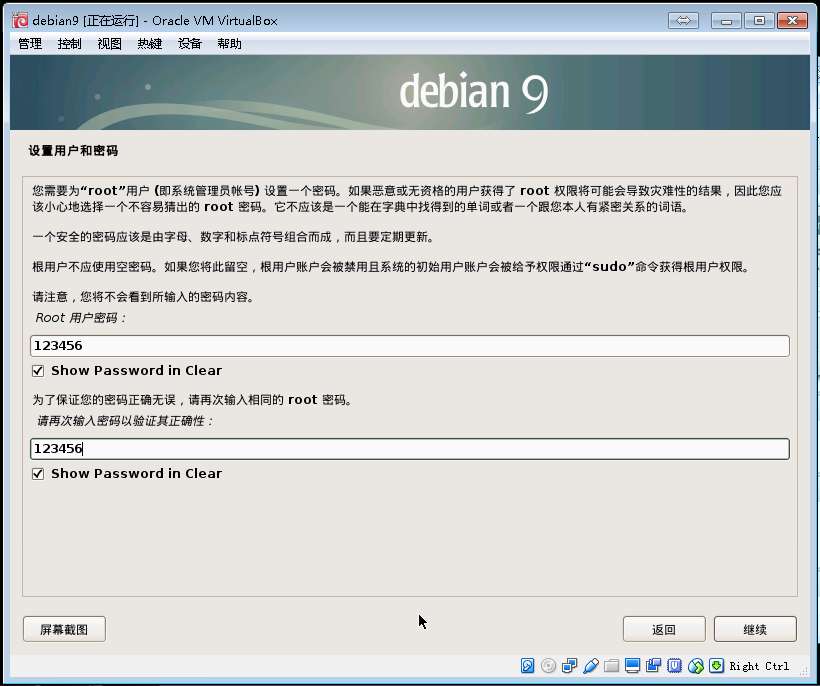 debian9 [正在运行] - Oracle VM VirtualBox
管理 控制 视图 热键 设备 帮助
debian 9
设置用户和密码
您需要为“root”用户 (即系统管理员帐号) 设置一个密码。如果恶意或无资格的用户获得了 root 权限将可能会导致灾难性的结果，因此您应
该小心地选择一个不容易猜出的 root 密码。它不应该是一个能在字典中找得到的单词或者一个跟您本人有紧密关系的词语。
一个安全的密码应该是由字母、数字和标点符号组合而成，而且要定期更新。
根用户不应使用空密码。如果您将此留空，根用户账户会被禁用且系统的初始用户账户会被给予权限通过“sudo”命令获得根用户权限。
请注意，您将不会看到所输入的密码内容。
Root 用户密码：
123456
Show Password in Clear
为了保证您的密码正确无误，请再次输入相同的 root 密码。
请再次输入密码以验证其正确性：
123456
Show Password in Clear
屏幕截图 返回 继续
Right Ctrl